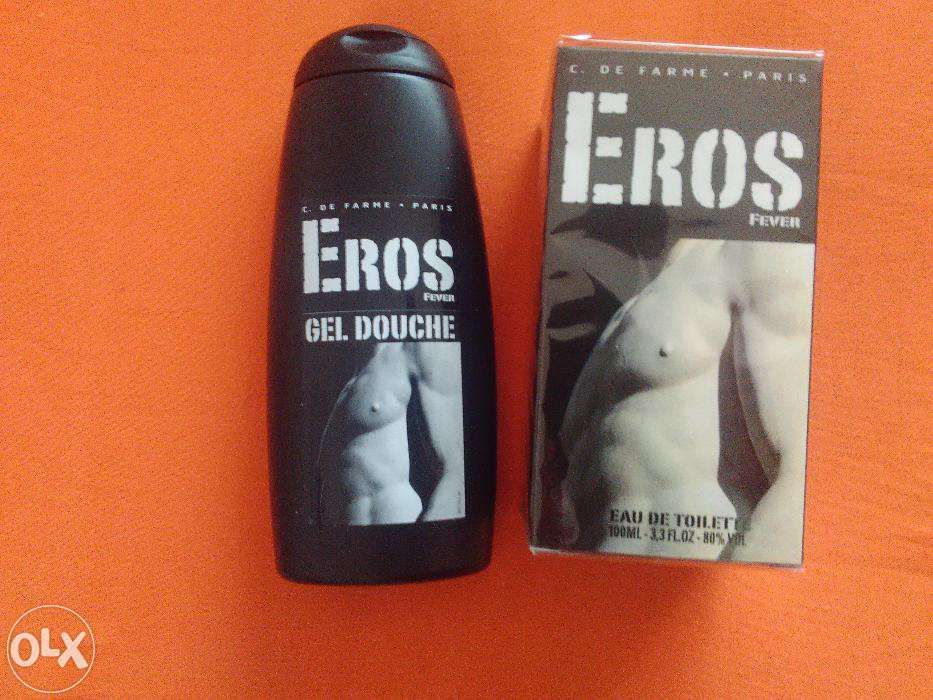 C. DE FARME • PARIS
EROS
FEVER
GEL DOUCHE
C. DE FARME • PARIS
EROS
FEVER
EAU DE TOILETTE
100ML - 3,3 FL.OZ - 80% VOL
OLX